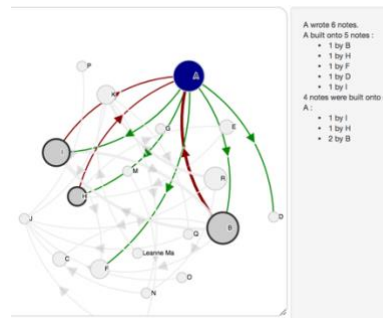 A wrote 6 notes.
A built onto 5 notes :
• 1 by B
• 1 by H
• 1 by F
• 1 by D
• 1 by I
4 notes were built onto
A :
• 1 by I
• 1 by H
• 2 by B
P
A
K
G
E
I
M
R
H
J
B
D
Q
Leanne Ma
C
F
O
N